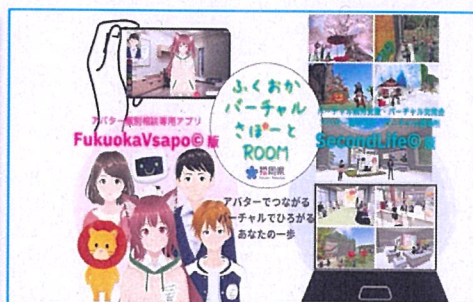 ふくおか
バーチャル
さぽーと
ROOM
福岡県
アバター個別相談専用アプリ
FukuokaVsapo© 版
SecondLife© 版
アバターでつながる
バーチャルでひろがる
あなたの一歩